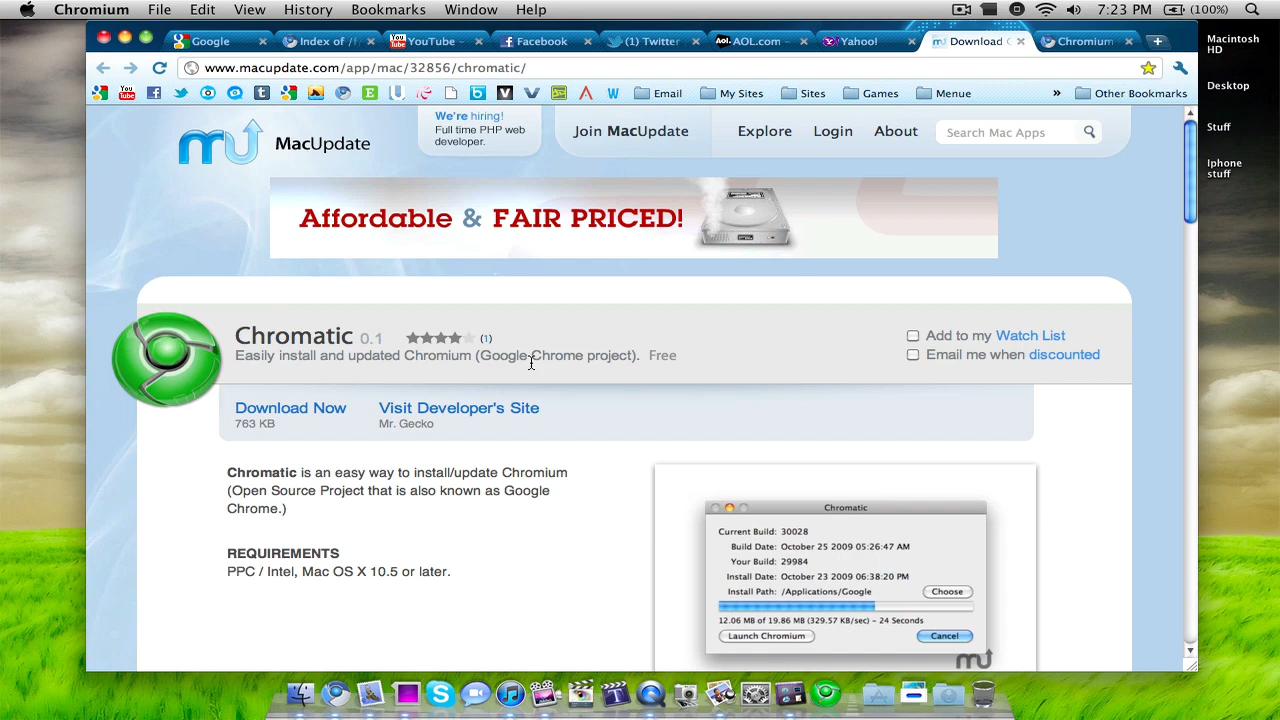 Chromium File Edit View History Bookmarks Window Help 7:23 PM (100%)
Google Index of /f YouTube - Facebook (1) Twitter AOL.com - Yahoo! Download C Chromium
www.macupdate.com/app/mac/32856/chromatic/
Email My Sites Sites Games Menue » Other Bookmarks
Macintosh
HD
Desktop
Stuff
Iphone
stuff
MacUpdate
We're hiring!
Full time PHP web
developer.
Join MacUpdate Explore Login About Search Mac Apps
Affordable & FAIR PRICED!
Chromatic 0.1 (1)
Easily install and updated Chromium (Google Chrome project). Free
Add to my Watch List
Email me when discounted
Download Now
763 KB
Visit Developer's Site
Mr. Gecko
Chromatic is an easy way to install/update Chromium
(Open Source Project that is also known as Google
Chrome.)
REQUIREMENTS
PPC / Intel, Mac OS X 10.5 or later.
Chromatic
Current Build: 30028
Build Date: October 25 2009 05:26:47 AM
Your Build: 29984
Install Date: October 23 2009 06:38:20 PM
Install Path: /Applications/Google Choose
12.06 MB of 19.86 MB (329.57 KB/sec) - 24 Seconds
Launch Chromium Cancel